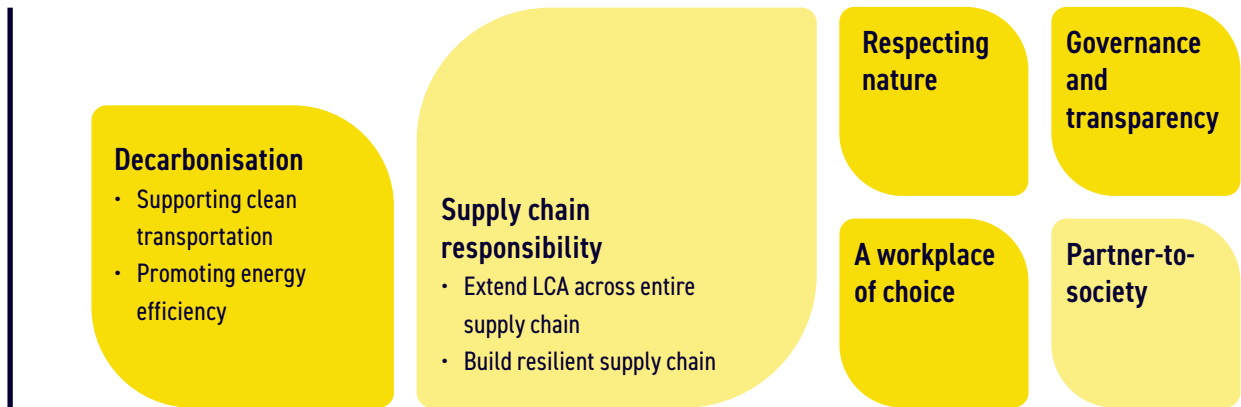 Decarbonisation
• Supporting clean
transportation
• Promoting energy
efficiency
Supply chain
responsibility
• Extend LCA across entire
supply chain
• Build resilient supply chain
Respecting
nature
Governance
and
transparency
A workplace
of choice
Partner-to-
society